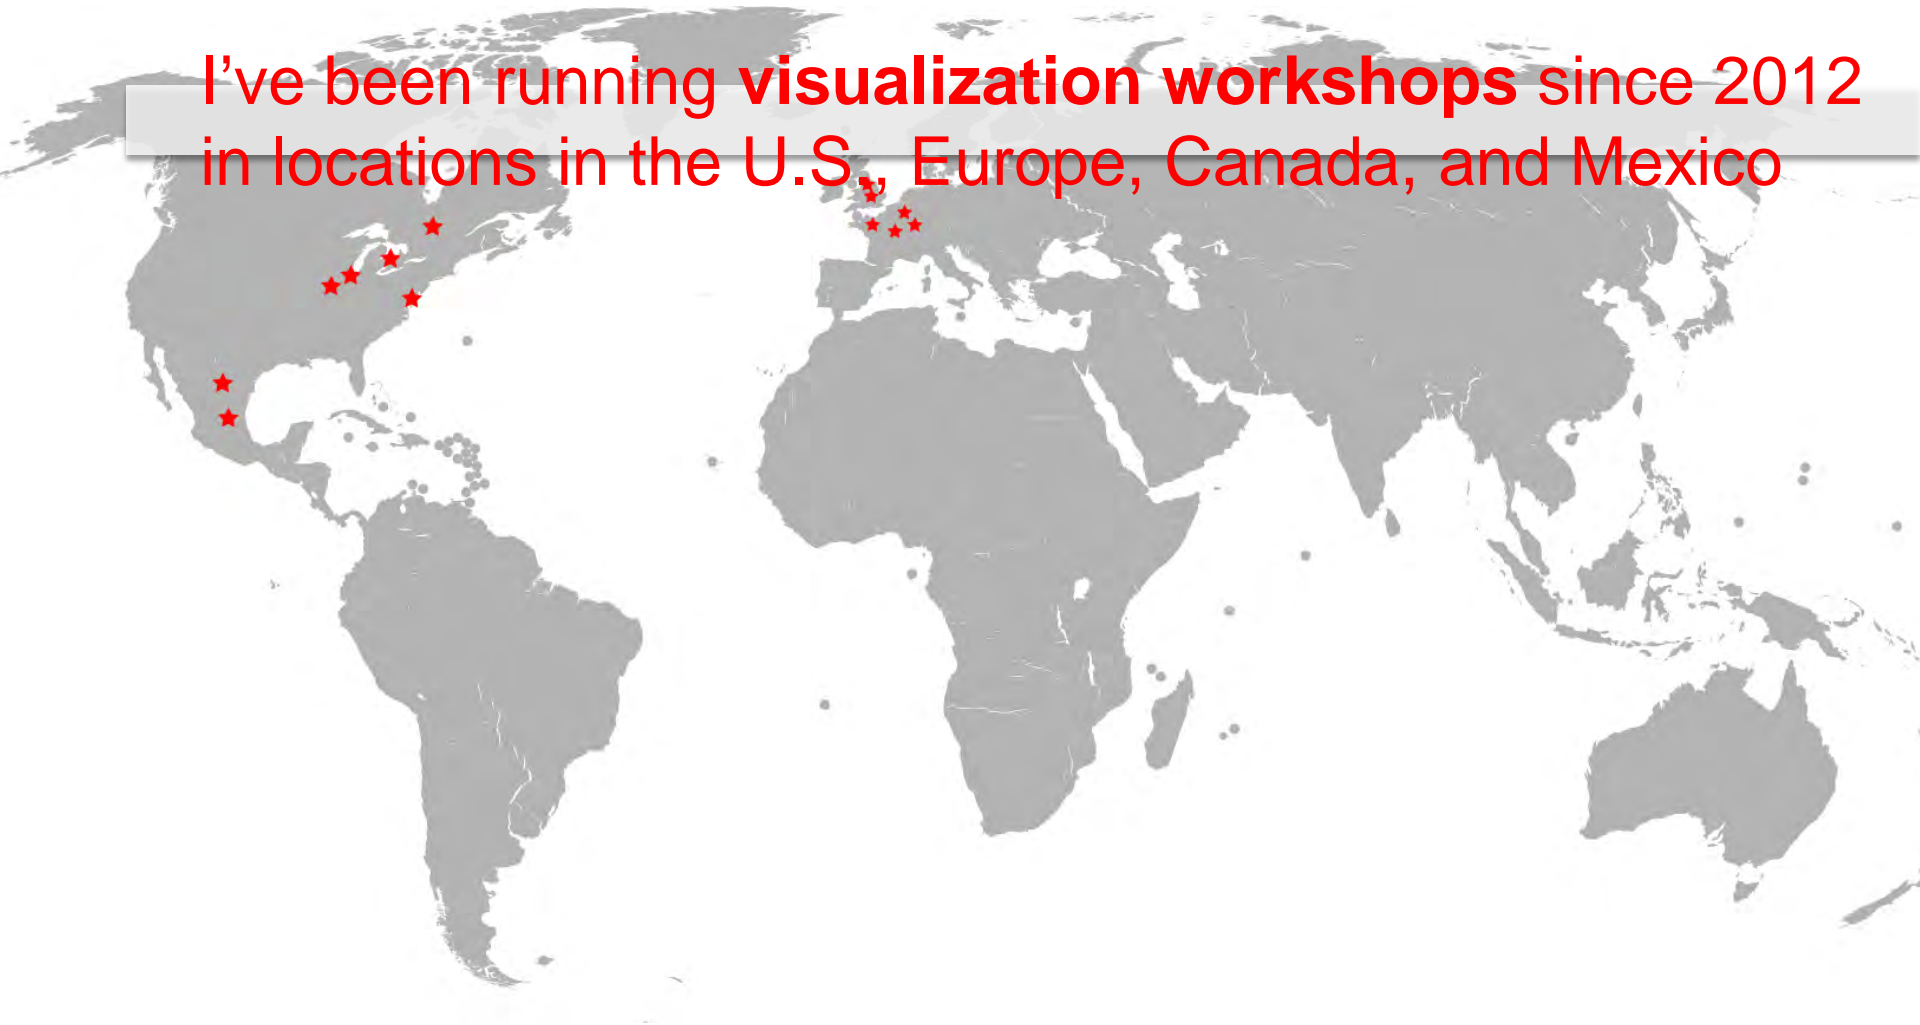 I’ve been running visualization workshops since 2012
in locations in the U.S., Europe, Canada, and Mexico